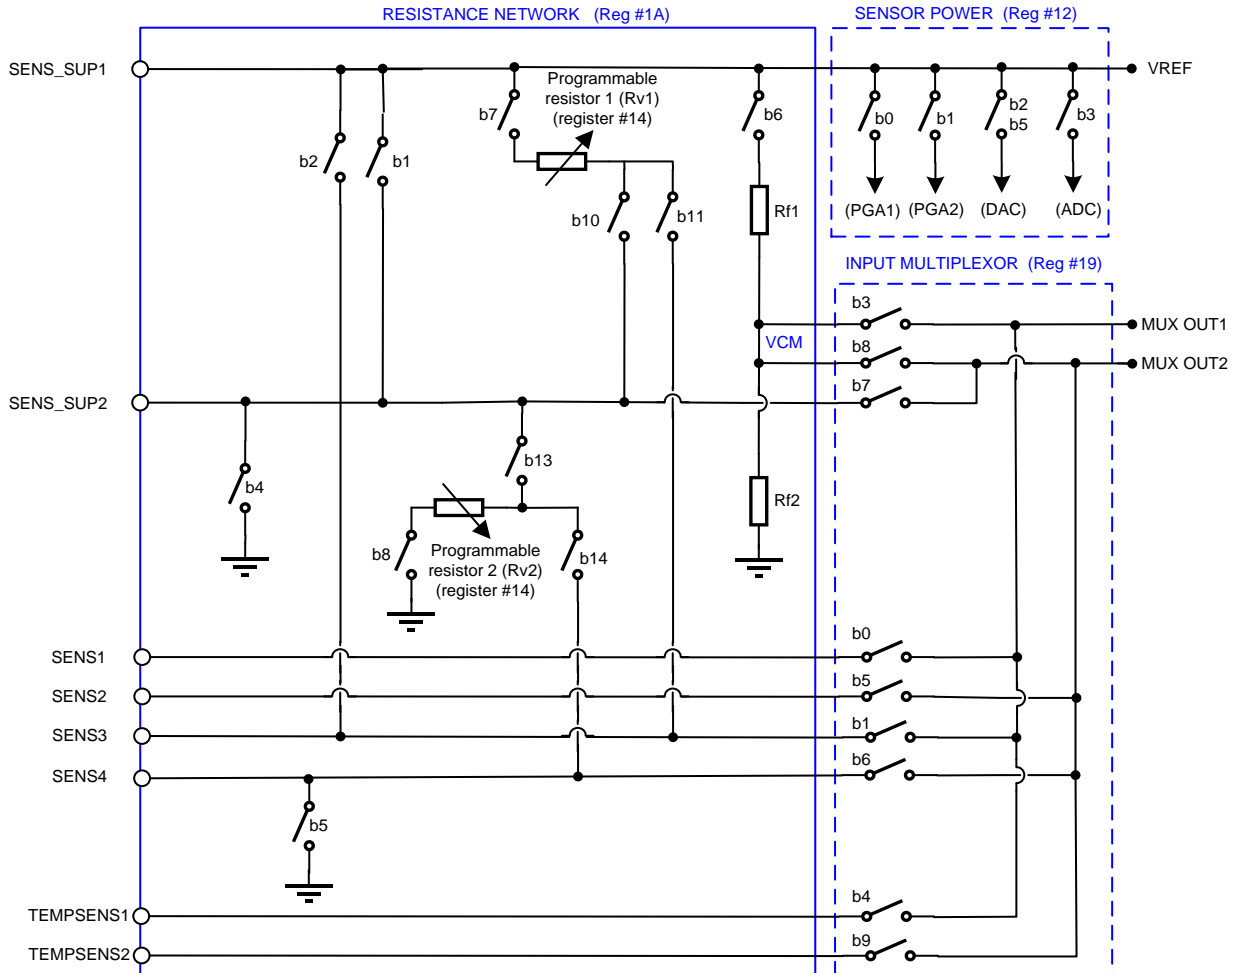 RESISTANCE NETWORK (Reg #1A)
SENSOR POWER (Reg #12)
SENS_SUP1
VREF
Programmable
resistor 1 (Rv1)
(register #14)
b7
b6
b0
b1
b2
b5
b3
b2
b1
b10
b11
Rf1
(PGA1)
(PGA2)
(DAC)
(ADC)
INPUT MULTIPLEXOR (Reg #19)
b3
MUX OUT1
VCM
b8
MUX OUT2
b7
SENS_SUP2
b13
b4
Rf2
b8
Programmable
resistor 2 (Rv2)
(register #14)
b14
SENS1
b0
SENS2
b5
SENS3
b1
SENS4
b6
b5
TEMPSENS1
b4
TEMPSENS2
b9